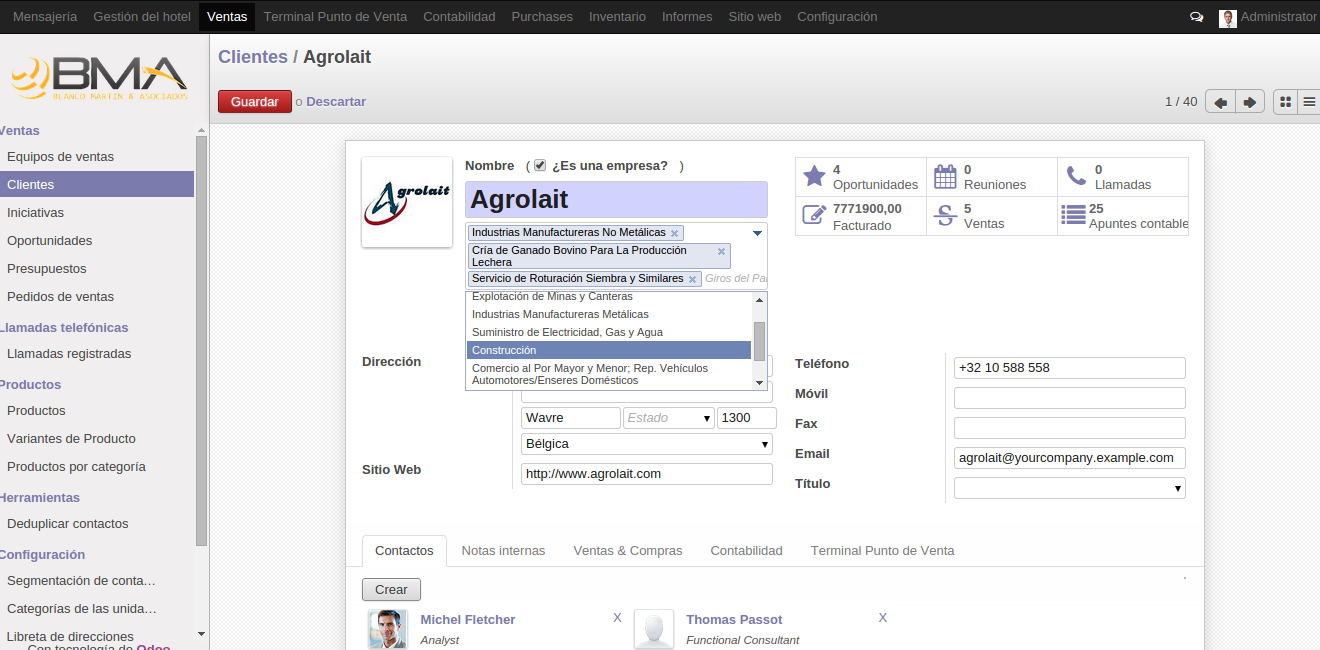 Mensajería Gestión del hotel Ventas Terminal Punto de Venta Contabilidad Purchases Inventario Informes Sitio web Configuración Administrator
BMA
BLANCO MARTIN & ASOCIADOS
Ventas
Equipos de ventas
Clientes
Iniciativas
Oportunidades
Presupuestos
Pedidos de ventas
Llamadas telefónicas
Llamadas registradas
Productos
Productos
Variantes de Producto
Productos por categoría
Herramientas
Deduplicar contactos
Configuración
Segmentación de conta…
Categorías de las unida…
Libreta de direcciones
Con tecnología de Odoo
Clientes / Agrolait
Guardar o Descartar
1 / 40
Agrolait
Nombre ( ¿Es una empresa? )
Agrolait
Industrias Manufactureras No Metálicas x
Cría de Ganado Bovino Para La Producción x
Lechera
Servicio de Roturación Siembra y Similares x Giros del Pa
Explotación de Minas y Canteras
Industrias Manufactureras Metálicas
Suministro de Electricidad, Gas y Agua
Construcción
Comercio al Por Mayor y Menor; Rep. Vehículos
Automotores/Enseres Domésticos
4
Oportunidades
0
Reuniones
0
Llamadas
7771900,00
Facturado
5
Ventas
25
Apuntes contable
Dirección
Wavre Estado 1300
Bélgica
Sitio Web http://www.agrolait.com
Teléfono +32 10 588 558
Móvil
Fax
Email agrolait@yourcompany.example.com
Título
Contactos Notas internas Ventas & Compras Contabilidad Terminal Punto de Venta
Crear
Michel Fletcher X
Analyst
Thomas Passot X
Functional Consultant